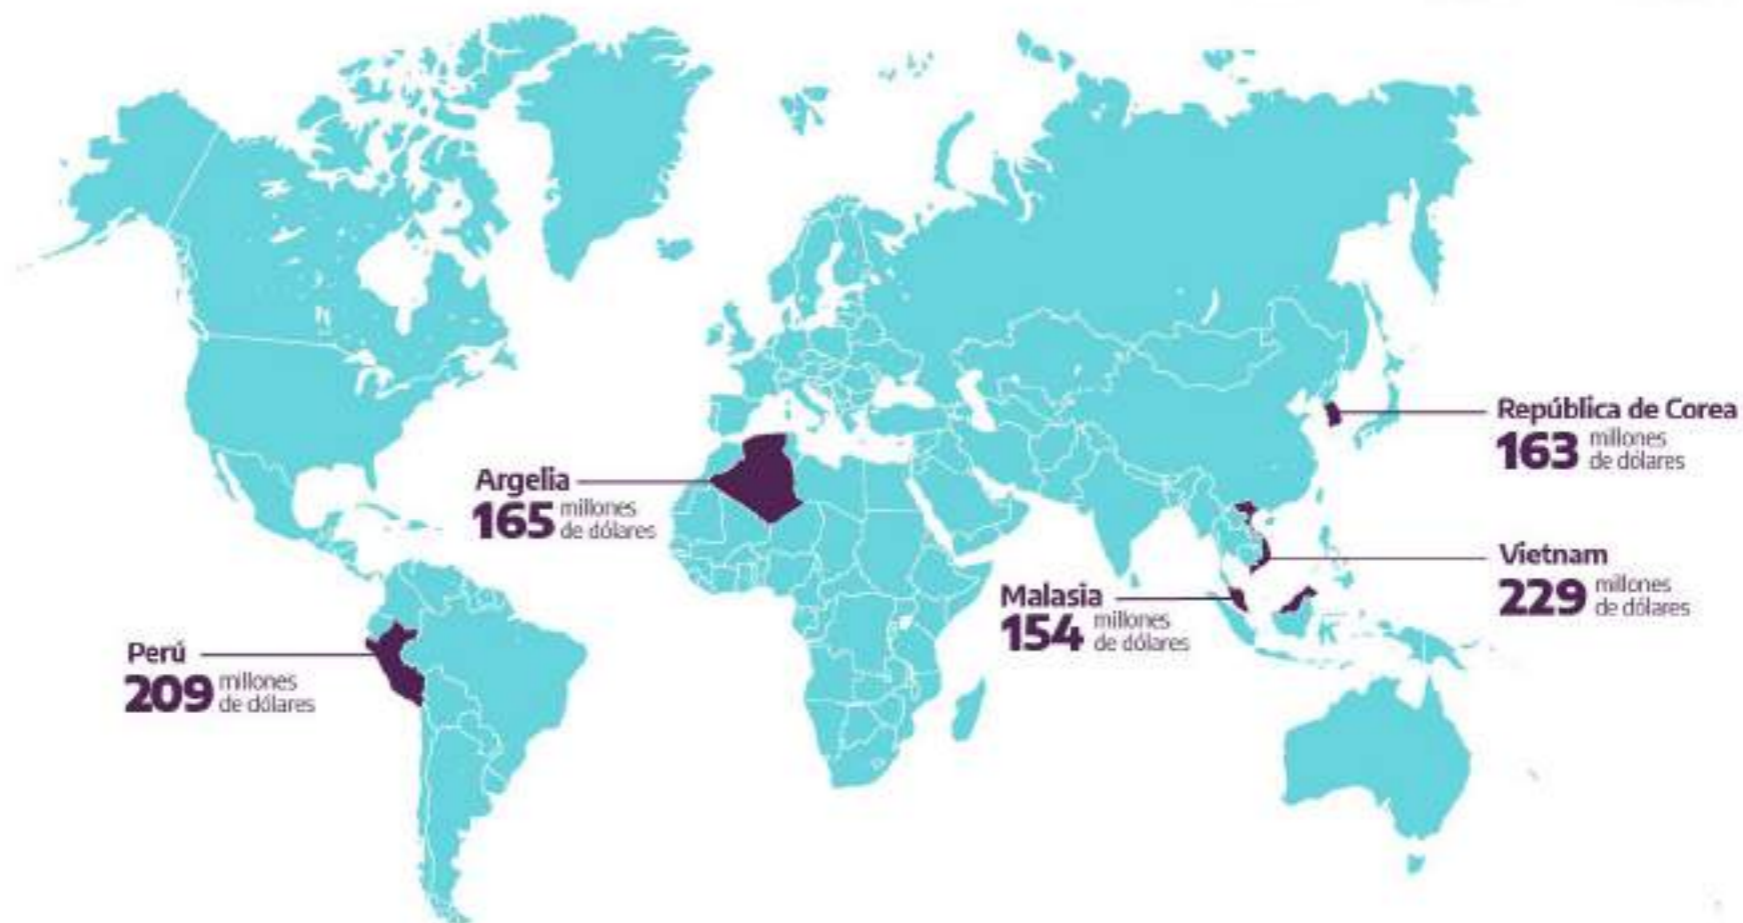 República de Corea
163 millones
de dólares
Argelia
165 millones
de dólares
Vietnam
229 millones
de dólares
Malasia
154 millones
de dólares
Perú
209 millones
de dólares